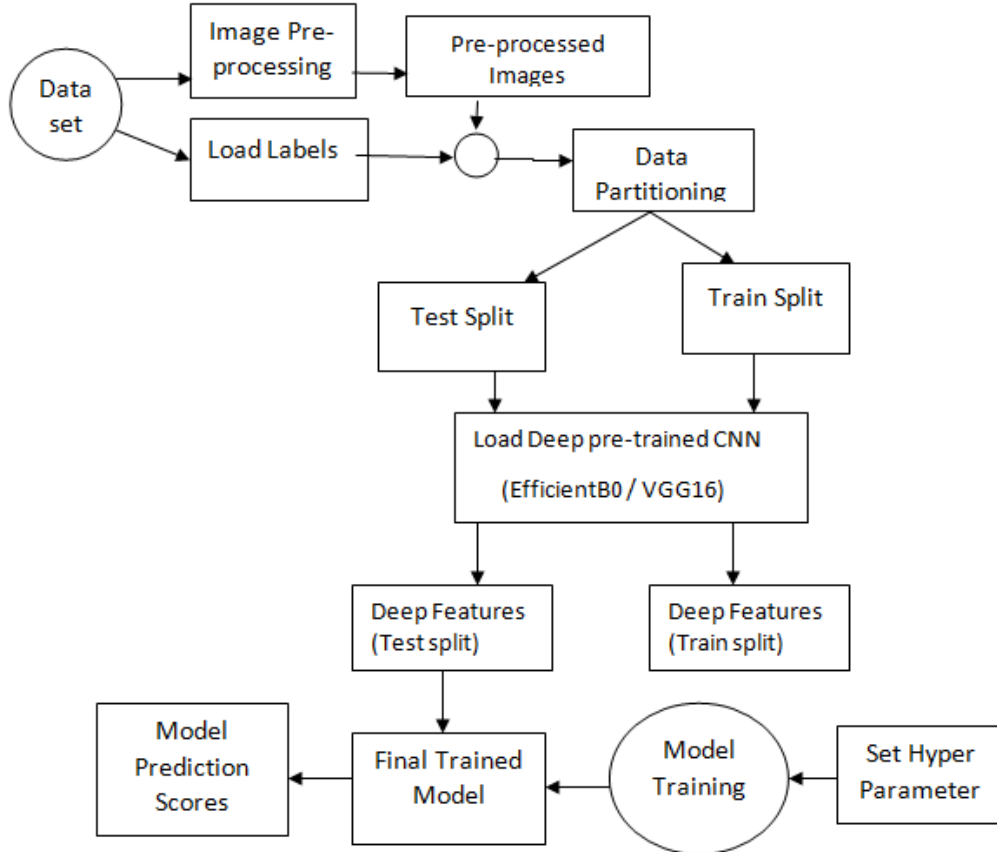 Image Pre-
processing
Pre-processed
Images
Data
set
Load Labels
Data
Partitioning
Test Split
Train Split
Load Deep pre-trained CNN
(EfficientB0 / VGG16)
Deep Features
(Test split)
Deep Features
(Train split)
Model
Prediction
Scores
Final Trained
Model
Model
Training
Set Hyper
Parameter